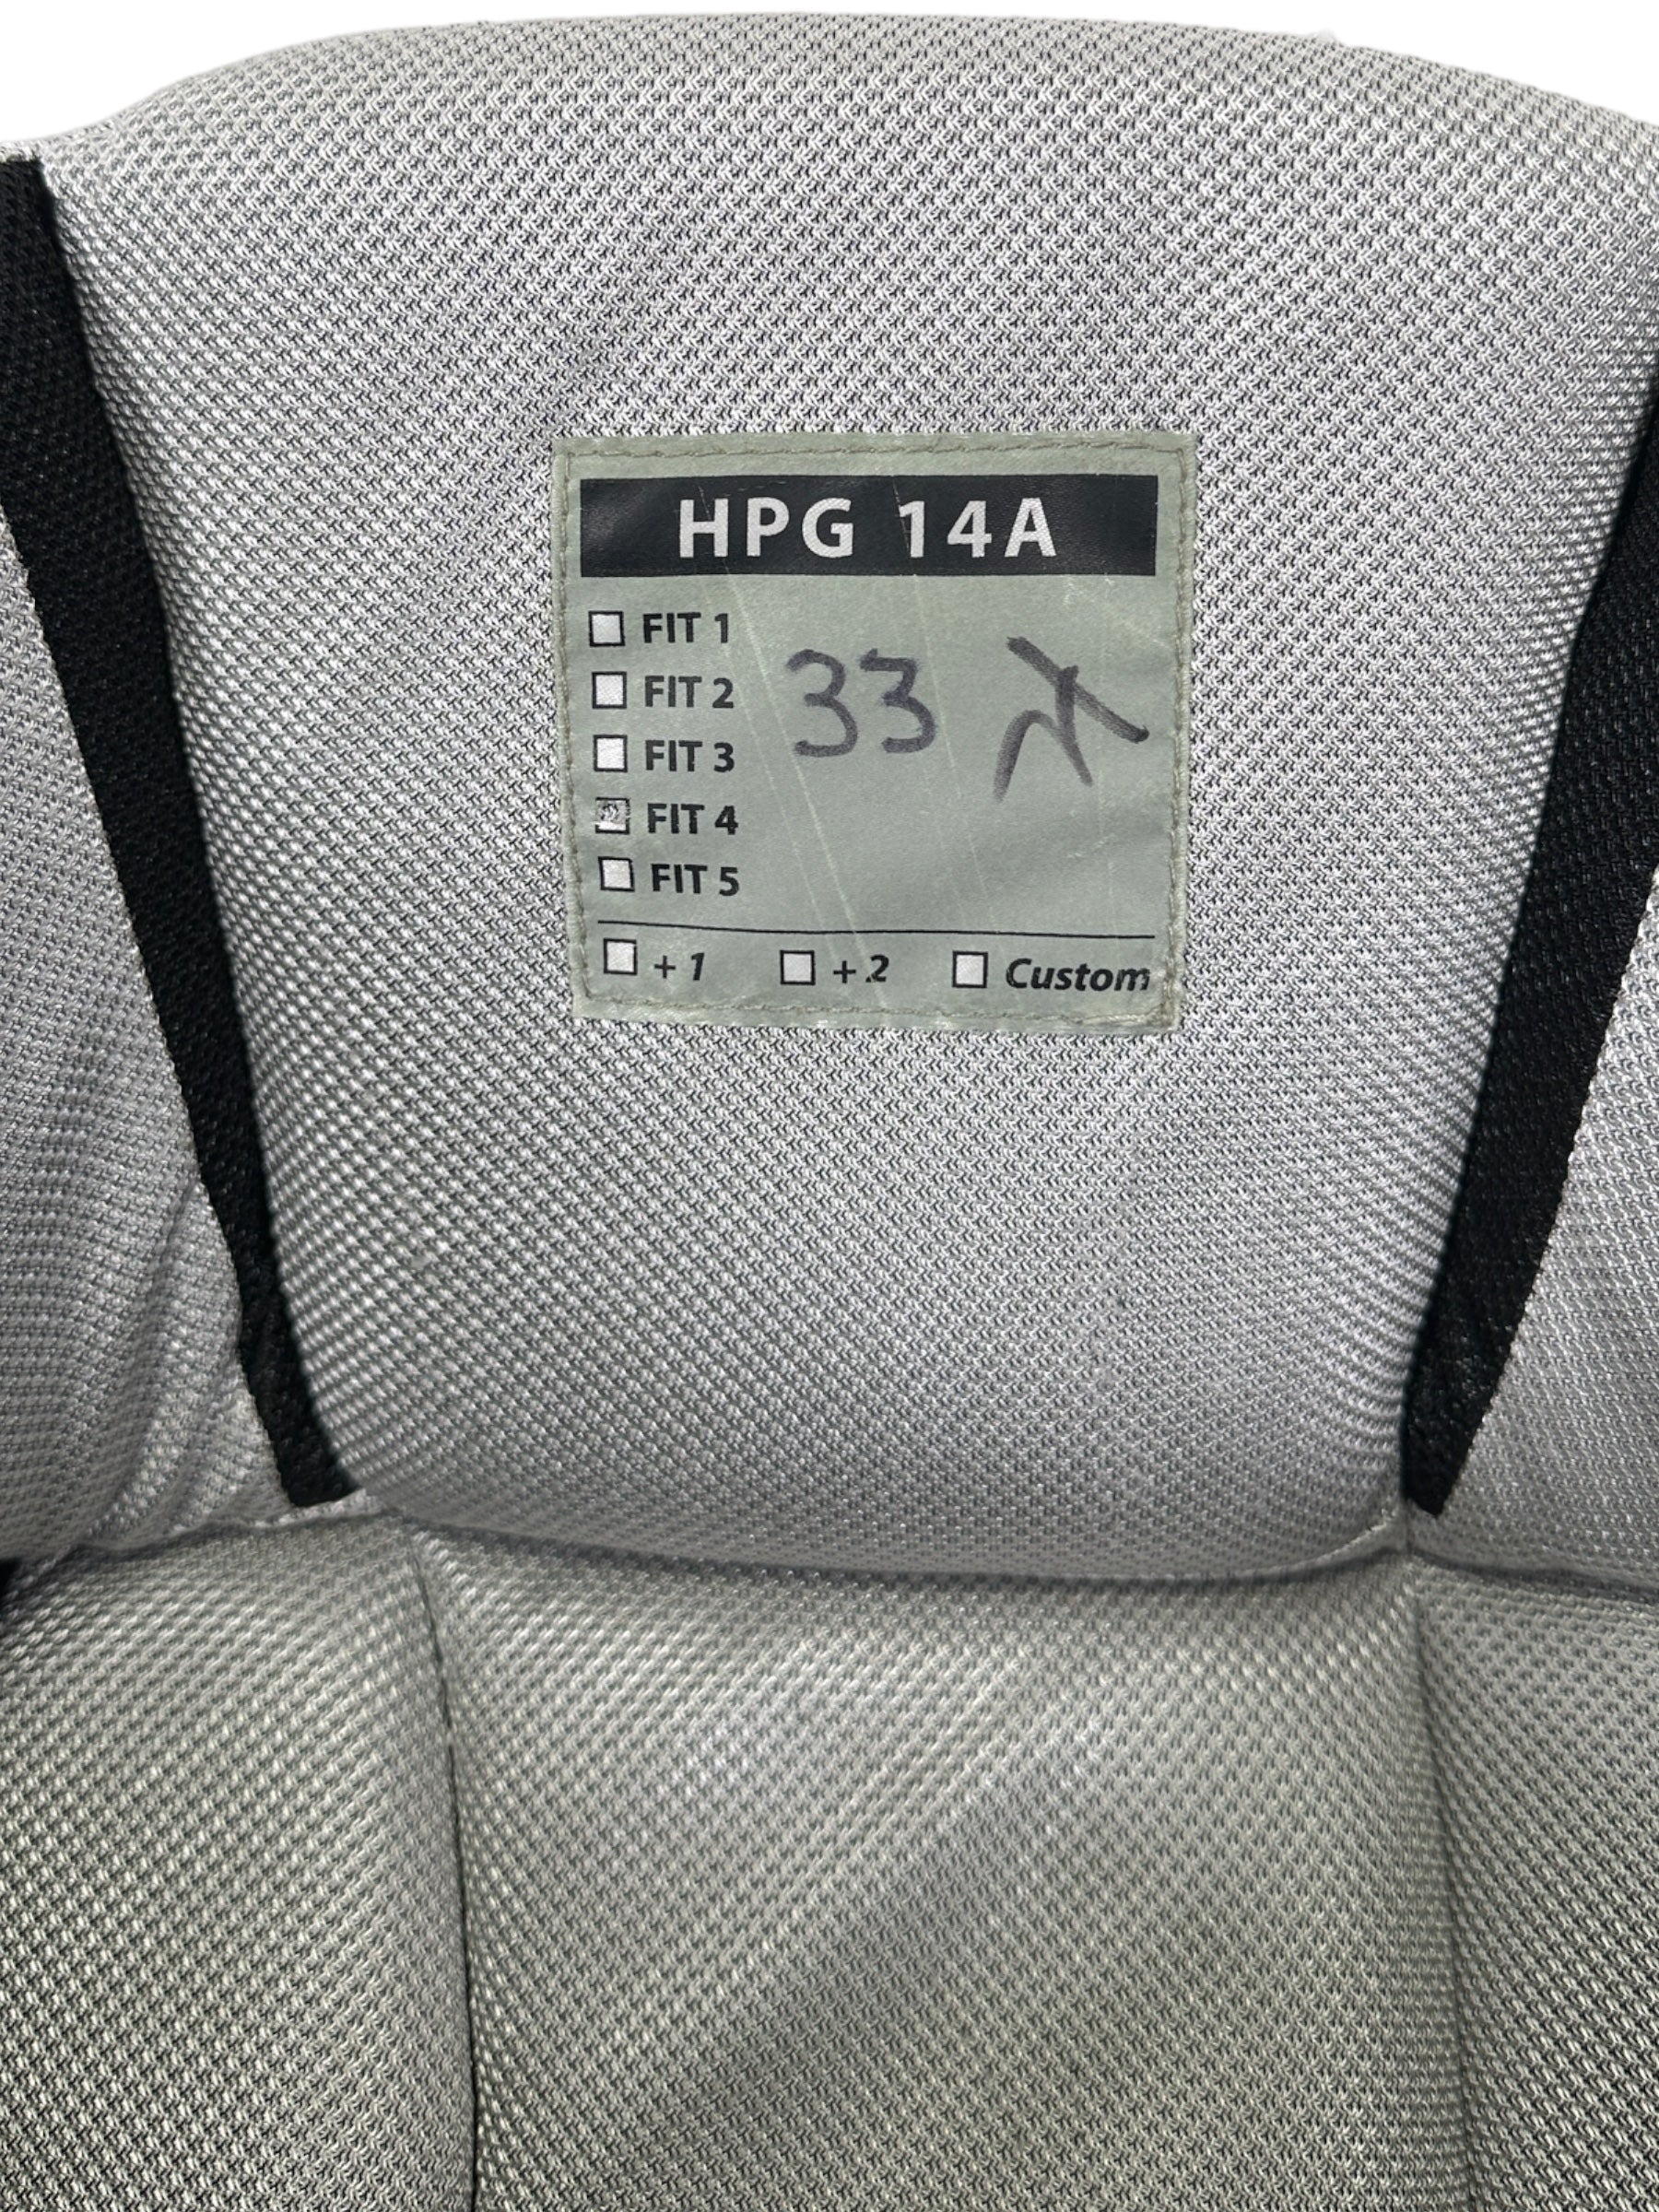 HPG 14A
FIT 1
FIT 2
33
FIT 3
FIT 4
FIT 5
+ 1 + 2 Custom